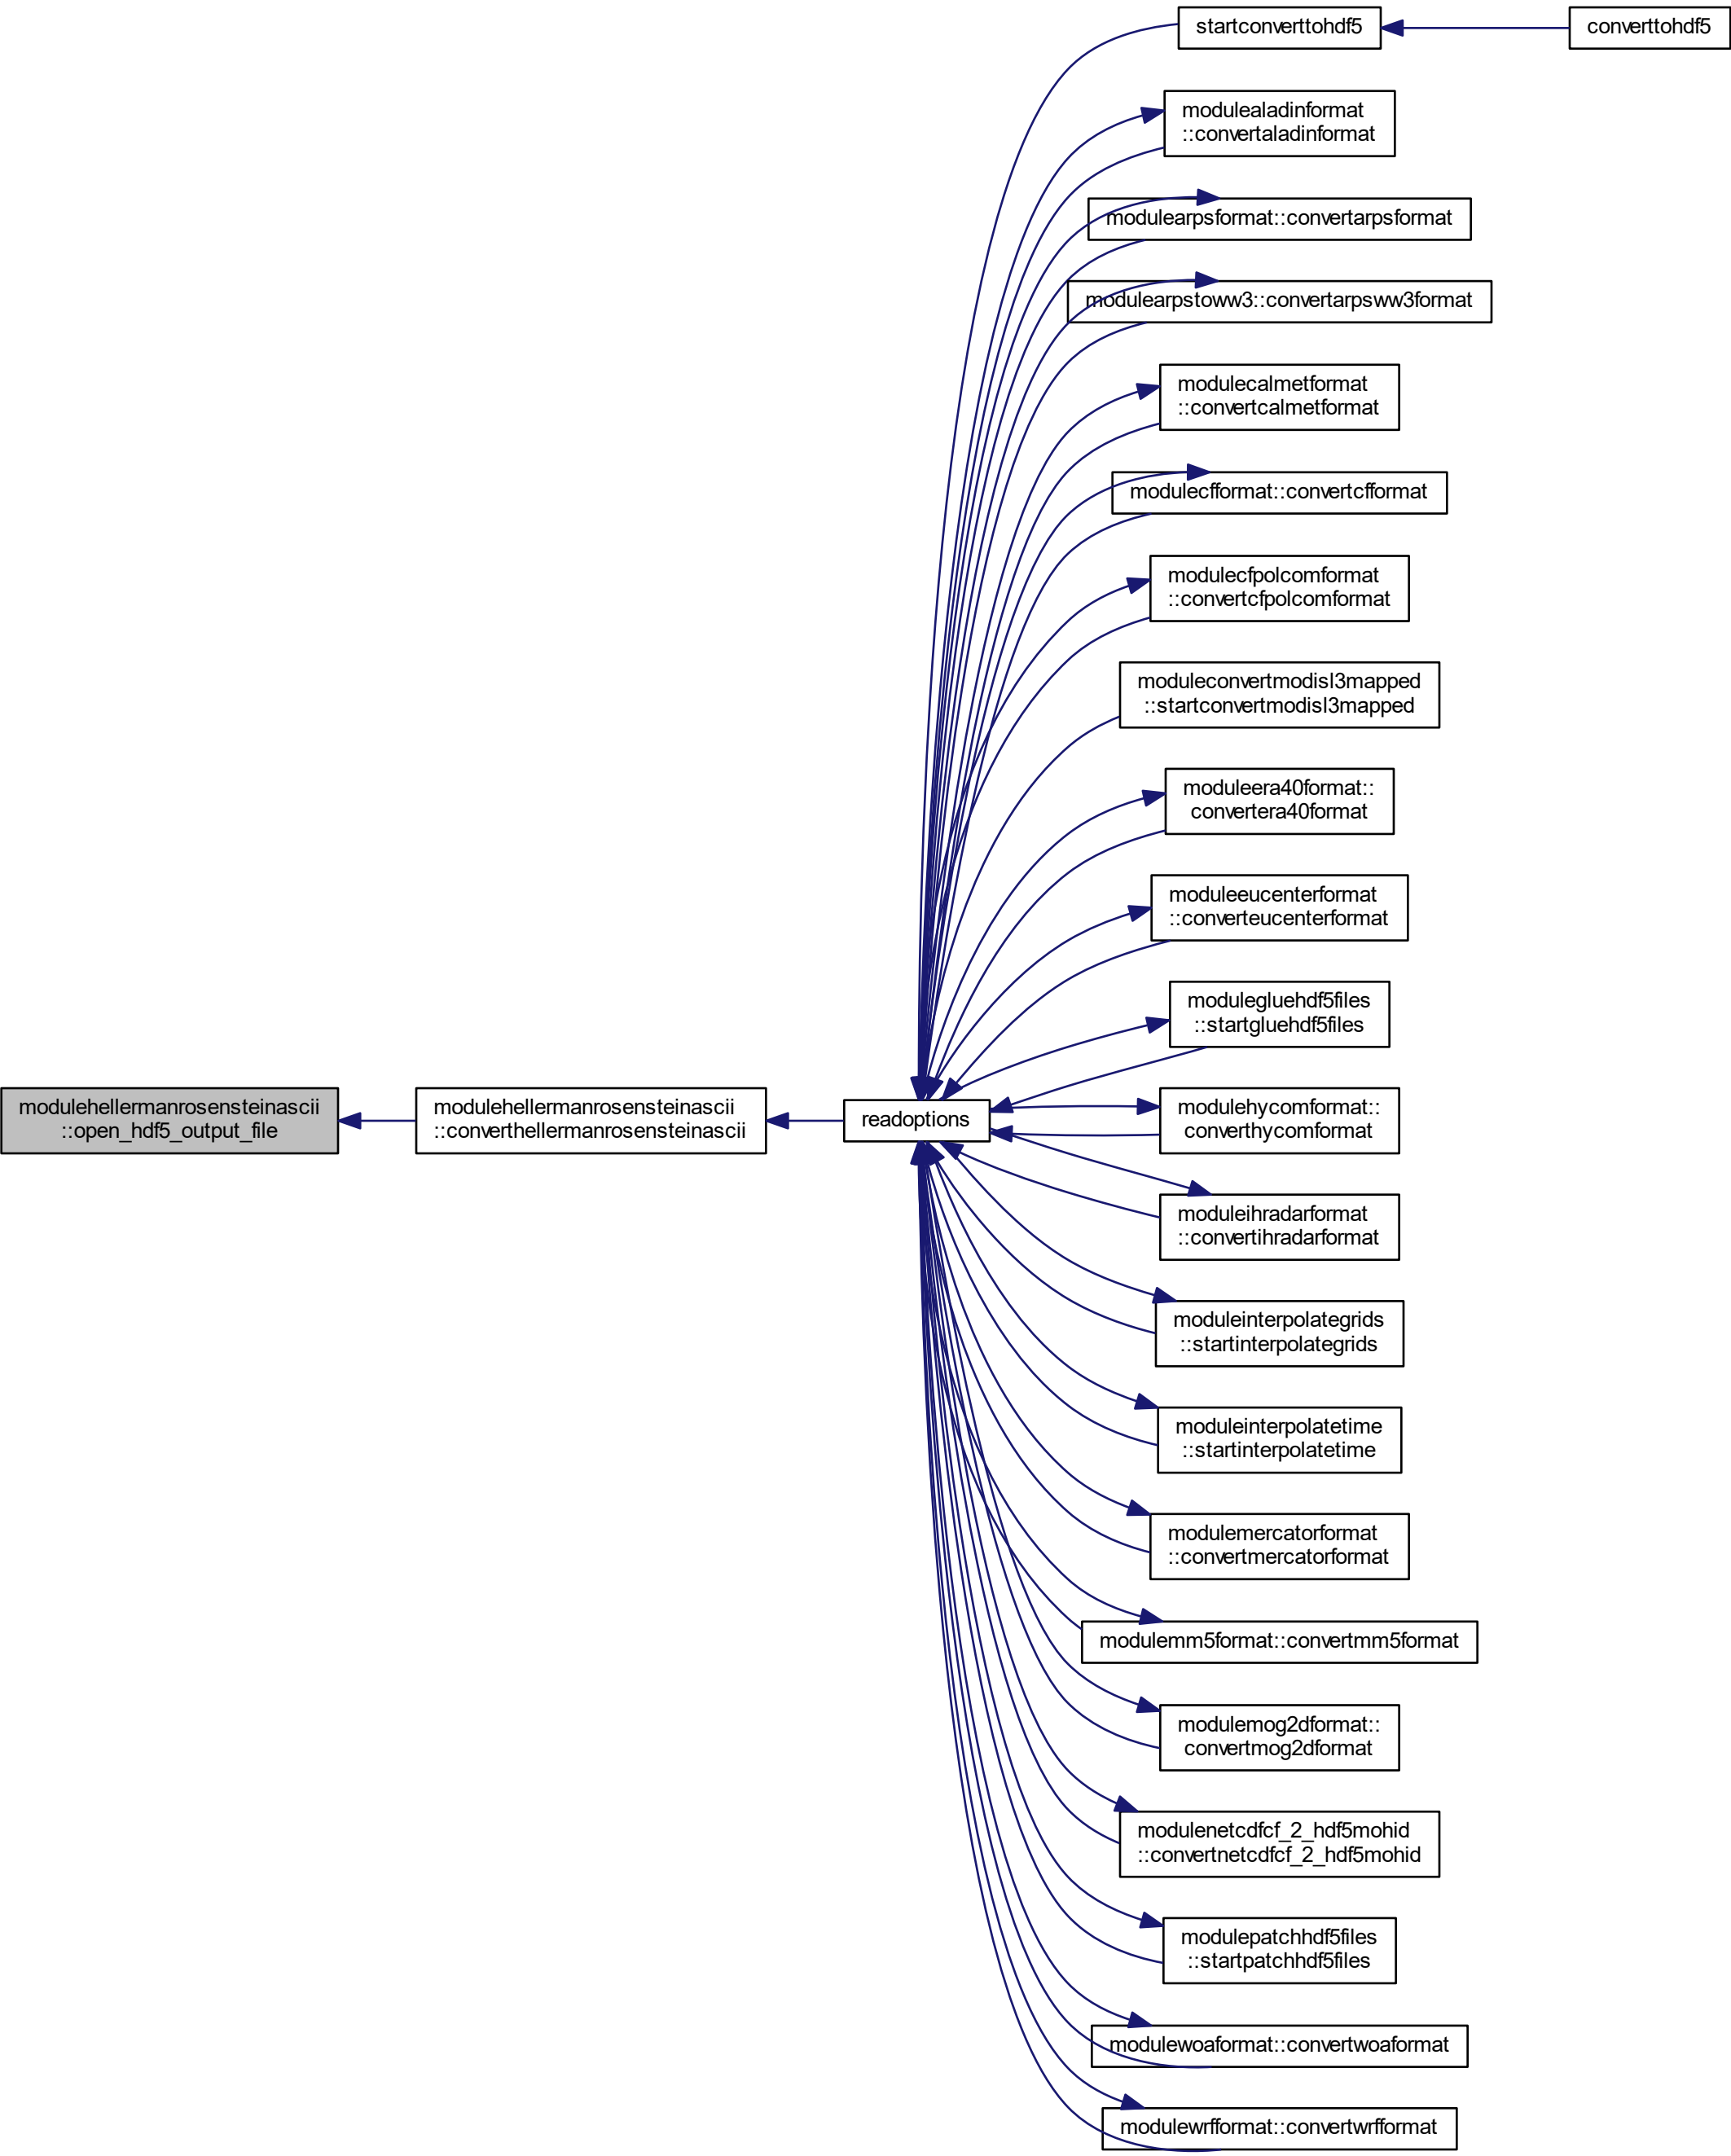 startconverttohdf5
converttohdf5
modulealadinformat
::convertaladinformat
modulearpsformat::convertarpsformat
modulearpstoww3::convertarpsww3format
modulecalmetformat
::convertcalmetformat
modulecfformat::convertcfformat
modulecfpolcomformat
::convertcfpolcomformat
moduleconvertmodisl3mapped
::startconvertmodisl3mapped
moduleera40format::
convertera40format
moduleeucenterformat
::converteucenterformat
modulegluehdf5files
::startgluehdf5files
modulehellermanrosensteinascii
::open_hdf5_output_file
modulehellermanrosensteinascii
::converthellermanrosensteinascii
readoptions
modulehycomformat::
converthycomformat
moduleihradarformat
::convertihradarformat
moduleinterpolategrids
::startinterpolategrids
moduleinterpolatetime
::startinterpolatetime
modulemercatorformat
::convertmercatorformat
modulemm5format::convertmm5format
modulemog2dformat::
convertmog2dformat
modulenetcdfcf_2_hdf5mohid
::convertnetcdfcf_2_hdf5mohid
modulepatchhdf5files
::startpatchhdf5files
modulewoaformat::convertwoaformat
modulewrfformat::convertwrfformat